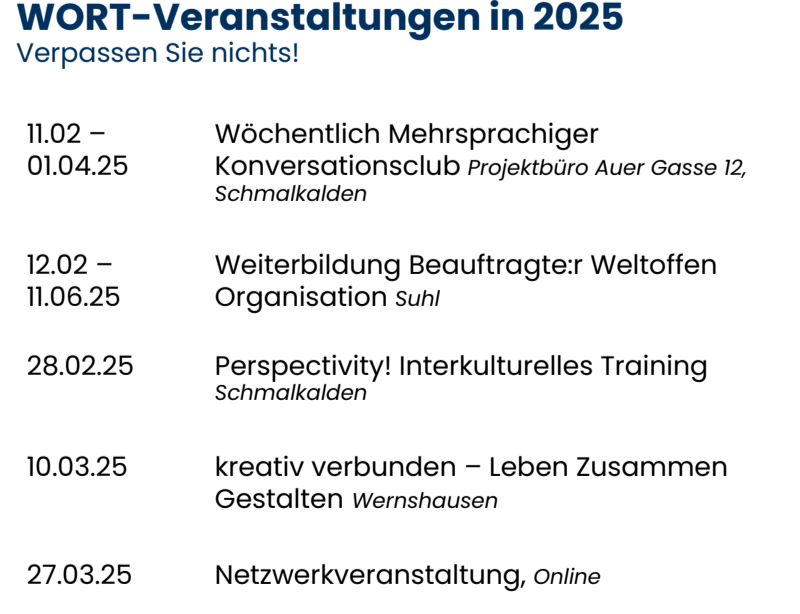 WORT-Veranstaltungen in 2025
Verpassen Sie nichts!
11.02 –
01.04.25
Wöchentlich Mehrsprachiger
Konversationsclub Projektbüro Auer Gasse 12,
Schmalkalden
12.02 –
11.06.25
Weiterbildung Beauftragte:r Weltoffen
Organisation Suhl
28.02.25
Perspectivity! Interkulturelles Training
Schmalkalden
10.03.25
kreativ verbunden – Leben Zusammen
Gestalten Wernshausen
27.03.25
Netzwerkveranstaltung, Online